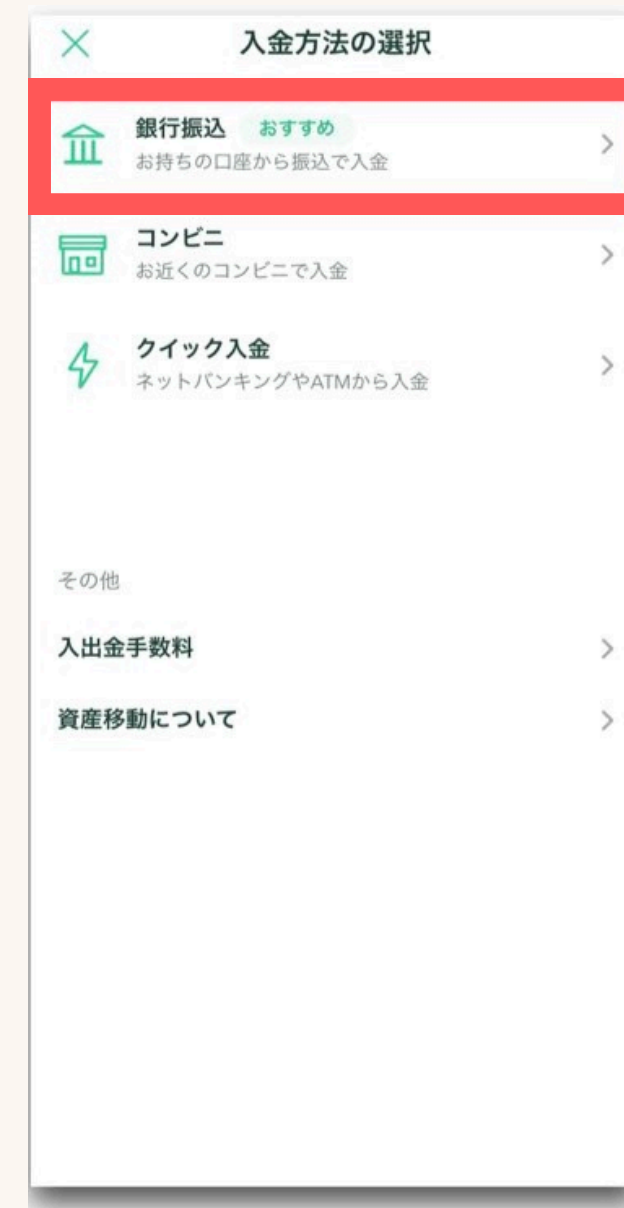 入金方法の選択
銀行振込 おすすめ
お持ちの口座から振込で入金
コンビニ
お近くのコンビニで入金
クイック入金
ネットバンキングやATMから入金
その他
入出金手数料
資産移動について